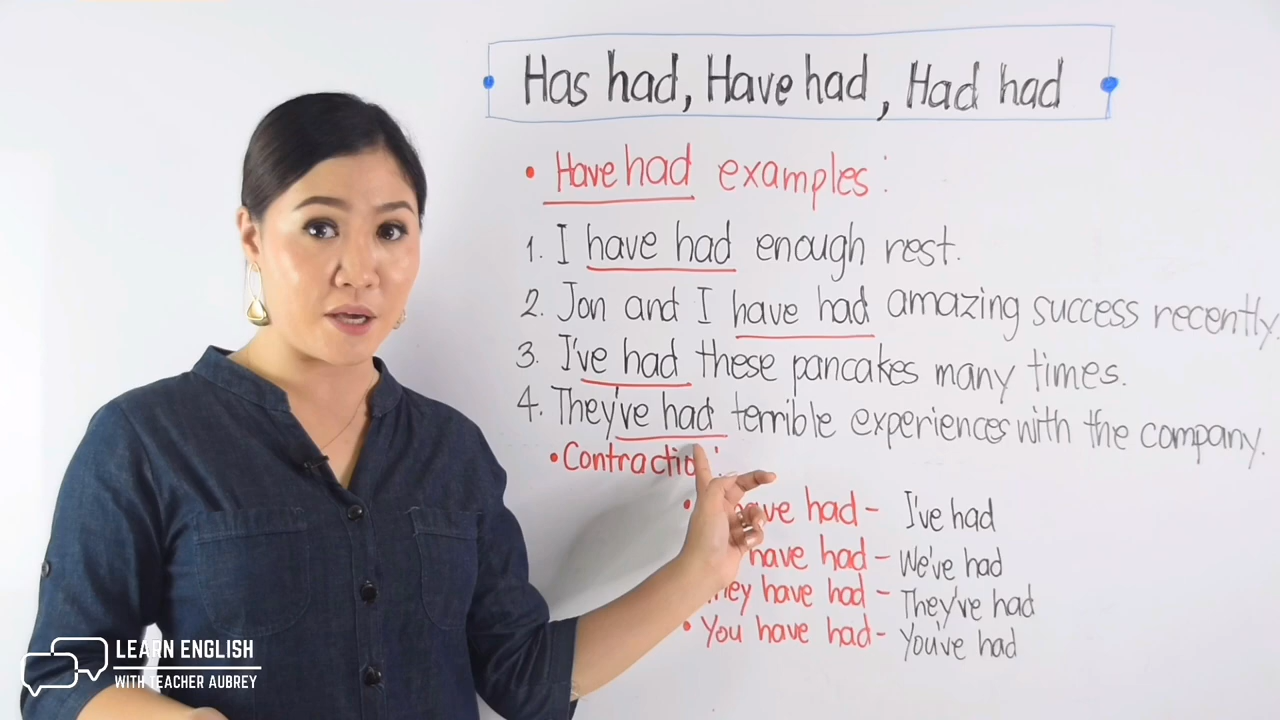 Has had, Have had, Had had
• Have had examples:
1. I have had enough rest.
2. Jon and I have had amazing success recently.
3. I've had these pancakes many times.
4. They've had terrible experiences with the company.
• Contractio :
• have had - I've had
have had - We've had
They have had - They've had
• You have had - You've had
LEARN ENGLISH
WITH TEACHER AUBREY